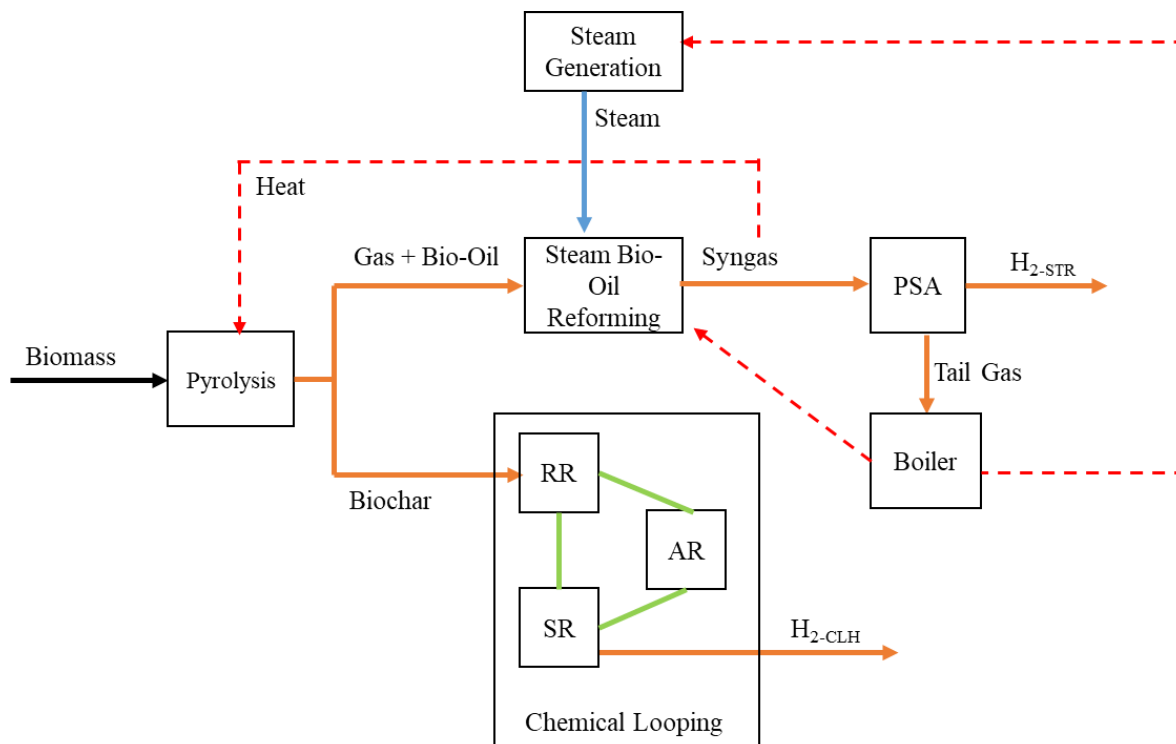 Steam
Generation
Steam
Heat
Gas + Bio-Oil
Steam Bio-
Oil
Reforming
Syngas
PSA
H2-STR
Biomass
Pyrolysis
Tail Gas
Boiler
Biochar
RR
AR
SR
H2-CLH
Chemical Looping